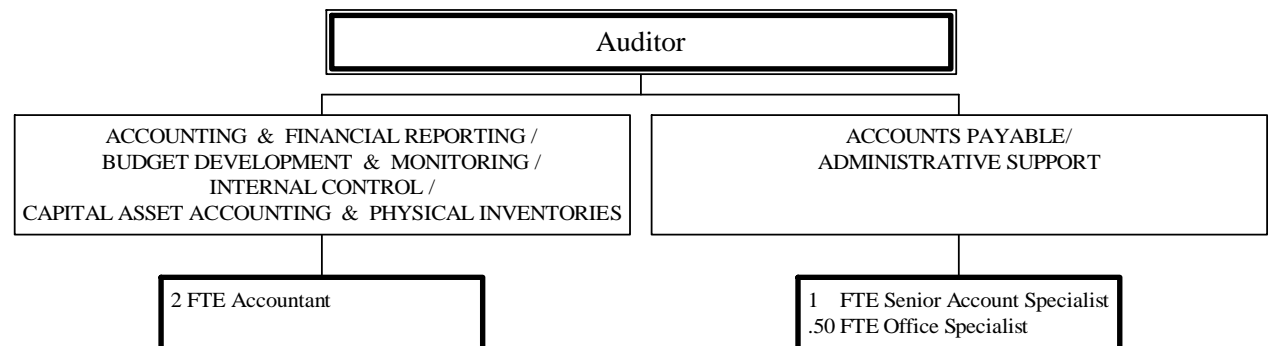 Auditor
ACCOUNTING & FINANCIAL REPORTING /
BUDGET DEVELOPMENT & MONITORING /
INTERNAL CONTROL /
CAPITAL ASSET ACCOUNTING & PHYSICAL INVENTORIES
ACCOUNTS PAYABLE/
ADMINISTRATIVE SUPPORT
2 FTE Accountant
1 FTE Senior Account Specialist
.50 FTE Office Specialist